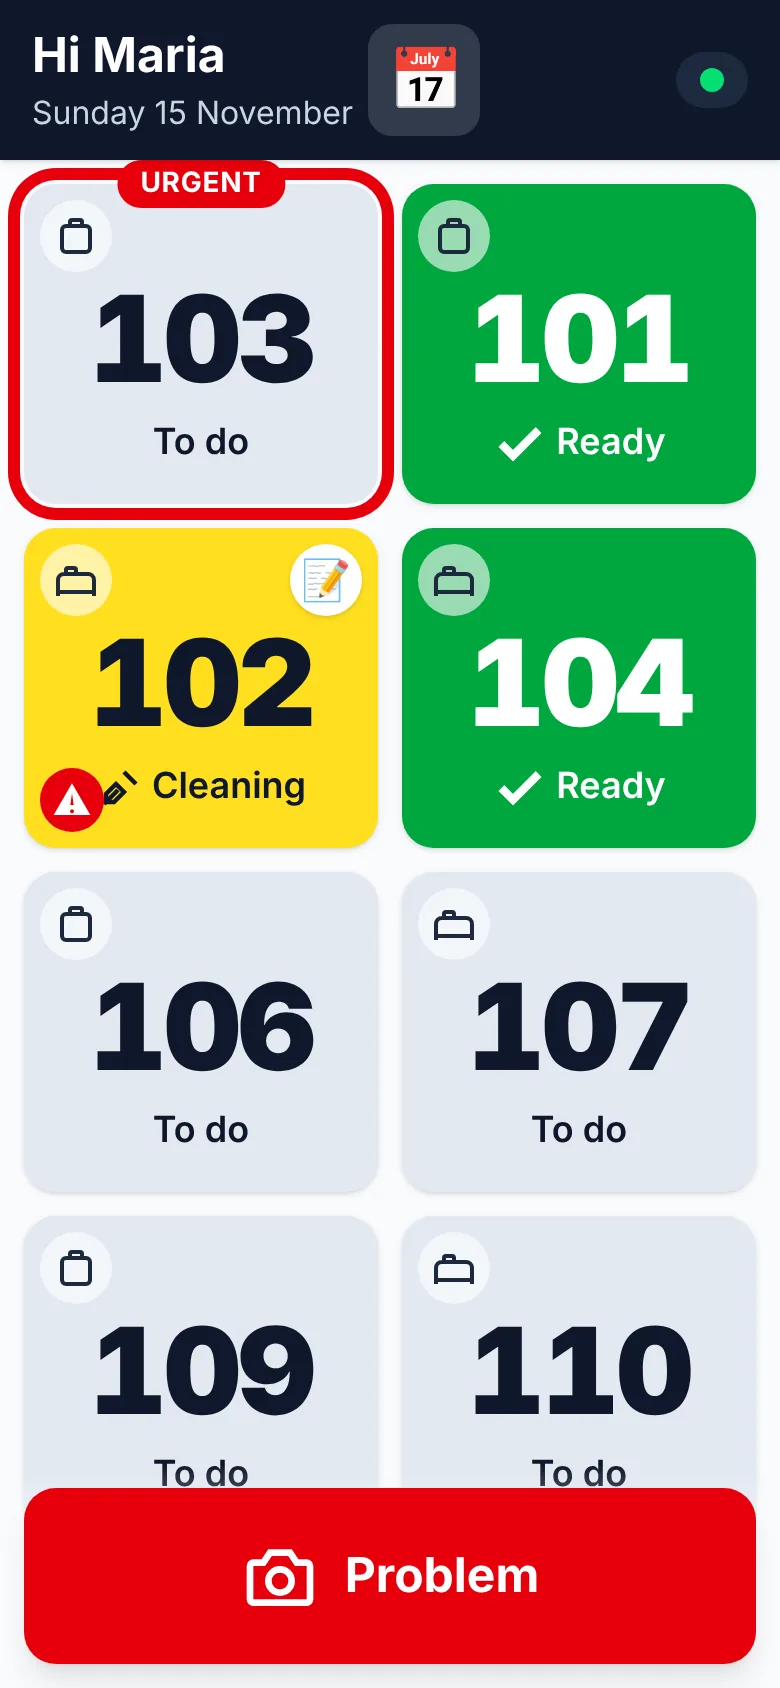 Hi Maria
Sunday 15 November
July
17
URGENT
103
To do
101
Ready
102
Cleaning
104
Ready
106
To do
107
To do
109
To do
110
To do
Problem